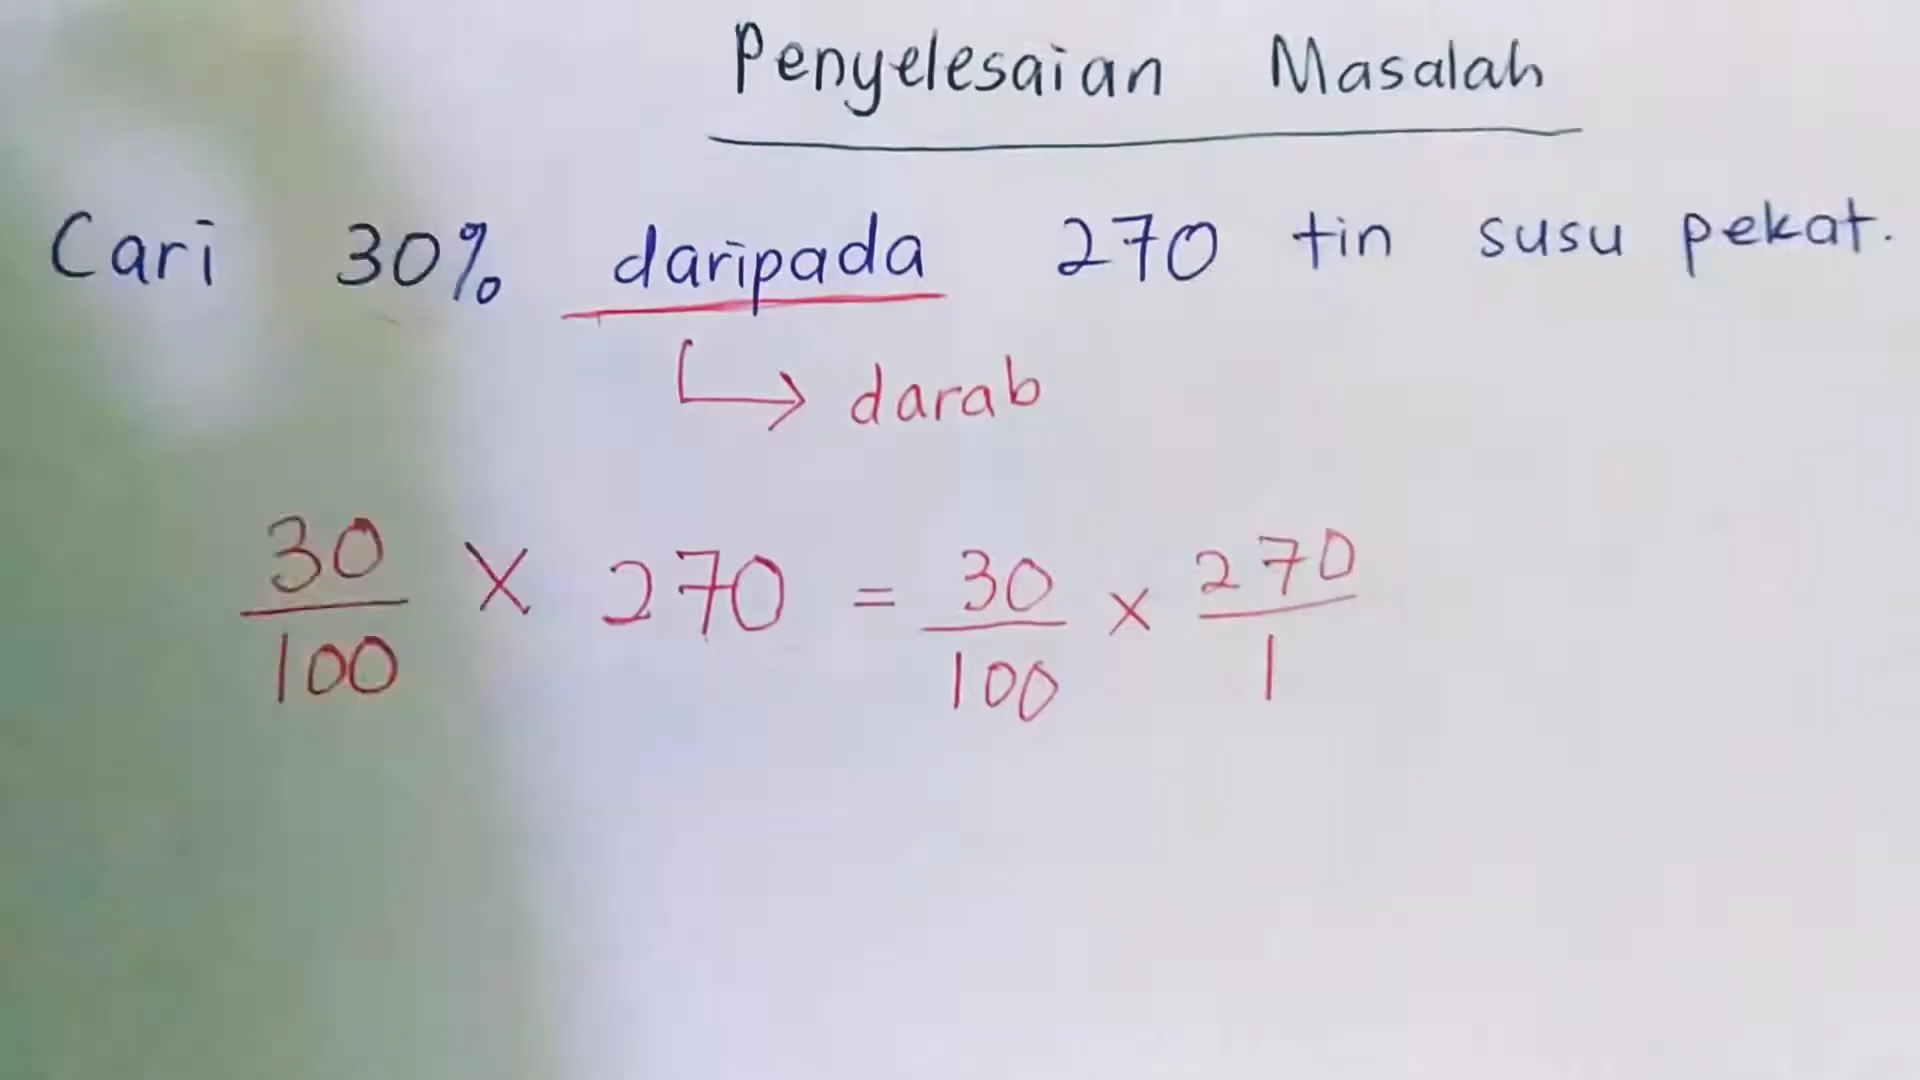 Penyelesaian Masalah
Cari 30% daripada 270 tin susu pekat.
darab
30/100 × 270 = 30/100 × 270/1